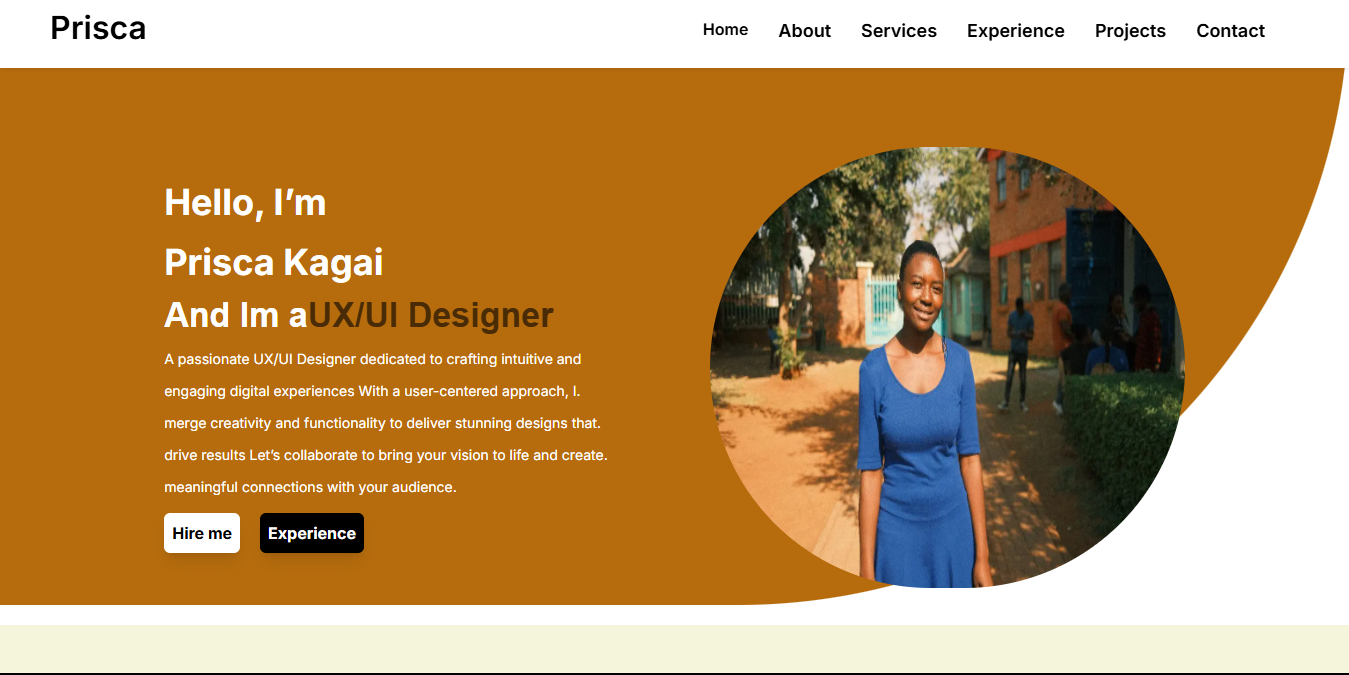 Prisca
Home About Services Experience Projects Contact
Hello, I’m
Prisca Kagai
And Im aUX/UI Designer
A passionate UX/UI Designer dedicated to crafting intuitive and
engaging digital experiences With a user-centered approach, I.
merge creativity and functionality to deliver stunning designs that.
drive results Let’s collaborate to bring your vision to life and create.
meaningful connections with your audience.
Hire me Experience